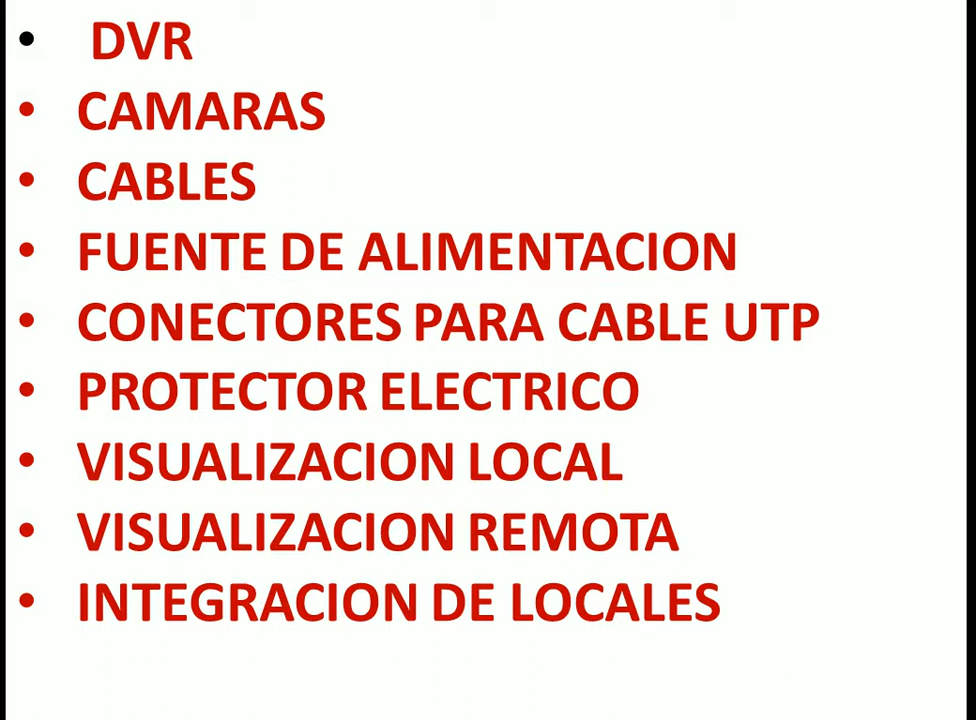 • DVR
• CAMARAS
• CABLES
• FUENTE DE ALIMENTACION
• CONECTORES PARA CABLE UTP
• PROTECTOR ELECTRICO
• VISUALIZACION LOCAL
• VISUALIZACION REMOTA
• INTEGRACION DE LOCALES